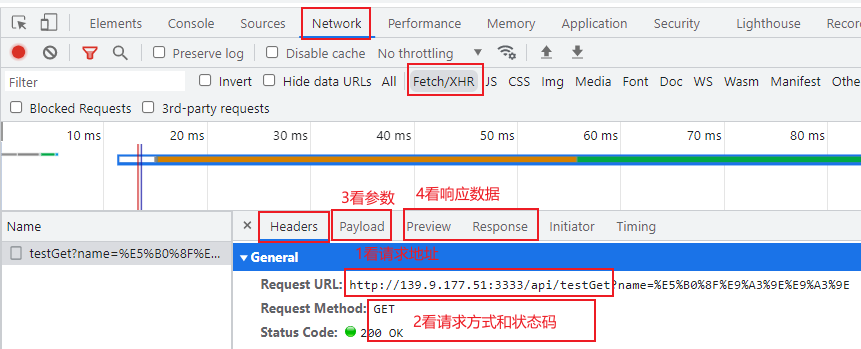 Elements Console Sources Network Performance Memory Application Security Lighthouse Recor
Preserve log Disable cache No throttling
Filter Invert Hide data URLs All Fetch/XHR JS CSS Img Media Font Doc WS Wasm Manifest Othe
Blocked Requests 3rd-party requests
10 ms 20 ms 30 ms 40 ms 50 ms 60 ms 70 ms 80 ms
3看参数 4看响应数据
Name × Headers Payload Preview Response Initiator Timing
testGet?name=%E5%B0%8F%E...
1看请求地址
General
Request URL: http://139.9.177.51:3333/api/testGet?name=%E5%B0%8F%E9%A3%9E%E9%A3%9E
Request Method: GET
2看请求方式和状态码
Status Code: 200 OK